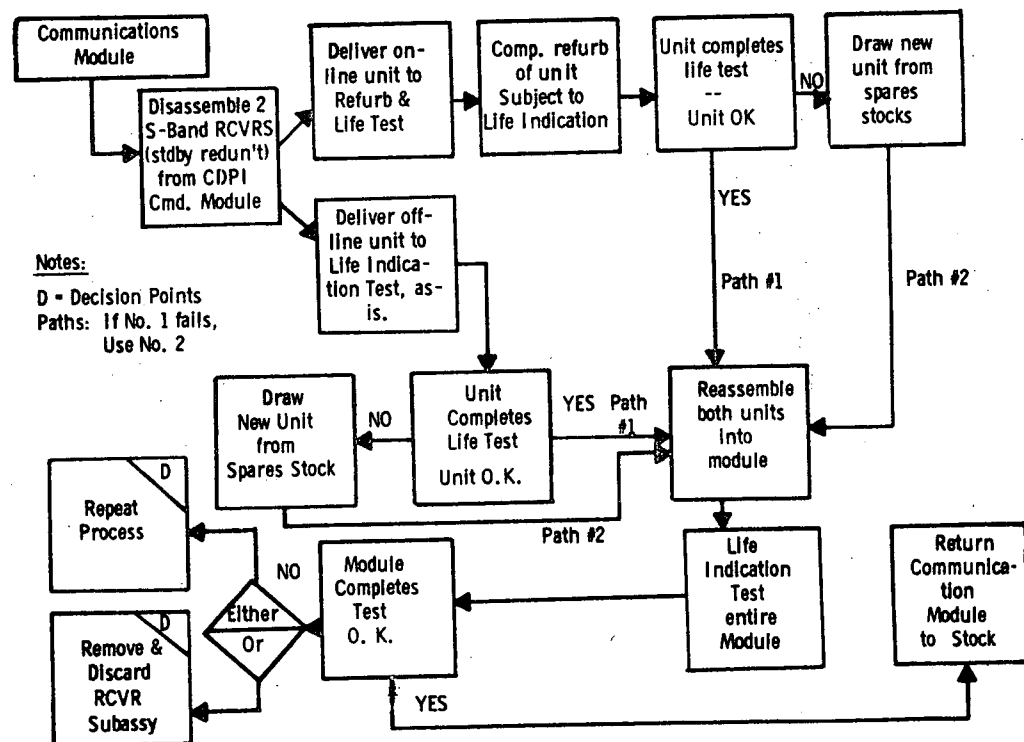 Communications
Module
Disassemble 2
S-Band RCVRS
(stdby redun't)
from CDPI
Cmd. Module
Deliver on-
line unit to
Refurb &
Life Test
Comp. refurb
of unit
Subject to
Life Indication
Unit completes
life test
--
Unit OK
NO
Draw new
unit from
spares
stocks
YES
Path #1
Path #2
Deliver off-
line unit to
Life Indica-
tion Test, as-
is.
Notes:
D - Decision Points
Paths: If No. 1 fails,
Use No. 2
Draw
New Unit
from
Spares Stock
NO
Unit
Completes
Life Test
Unit O.K.
YES Path
#1
Reassemble
both units
into
module
Path #2
D
Repeat
Process
NO
Either
Or
D
Remove &
Discard
RCVR
Subassy
Module
Completes
Test
O. K.
YES
Life
Indication
Test
entire
Module
Return
Communica-
tion
Module
to Stock